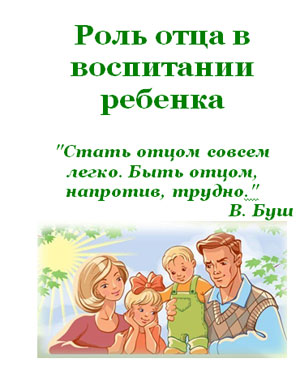 Роль отца в
воспитании
ребенка
"Стать отцом совсем
легко. Быть отцом,
напротив, трудно."
В. Буш